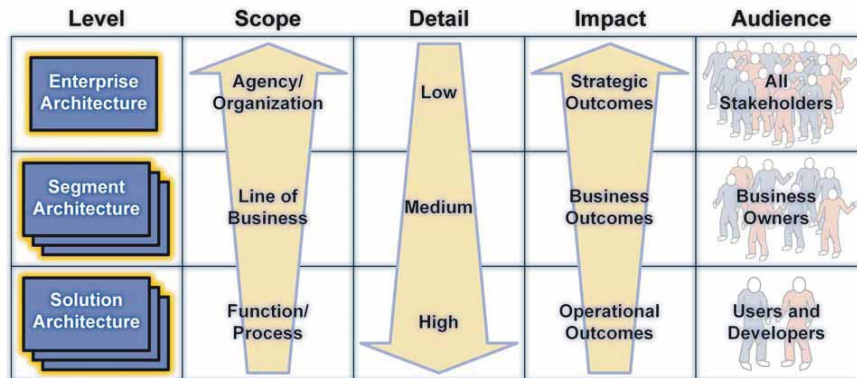 Level Scope Detail Impact Audience
Enterprise
Architecture
Agency/
Organization
Low
Strategic
Outcomes
All
Stakeholders
Segment
Architecture
Line of
Business
Medium
Business
Outcomes
Business
Owners
Solution
Architecture
Function/
Process
High
Operational
Outcomes
Users and
Developers